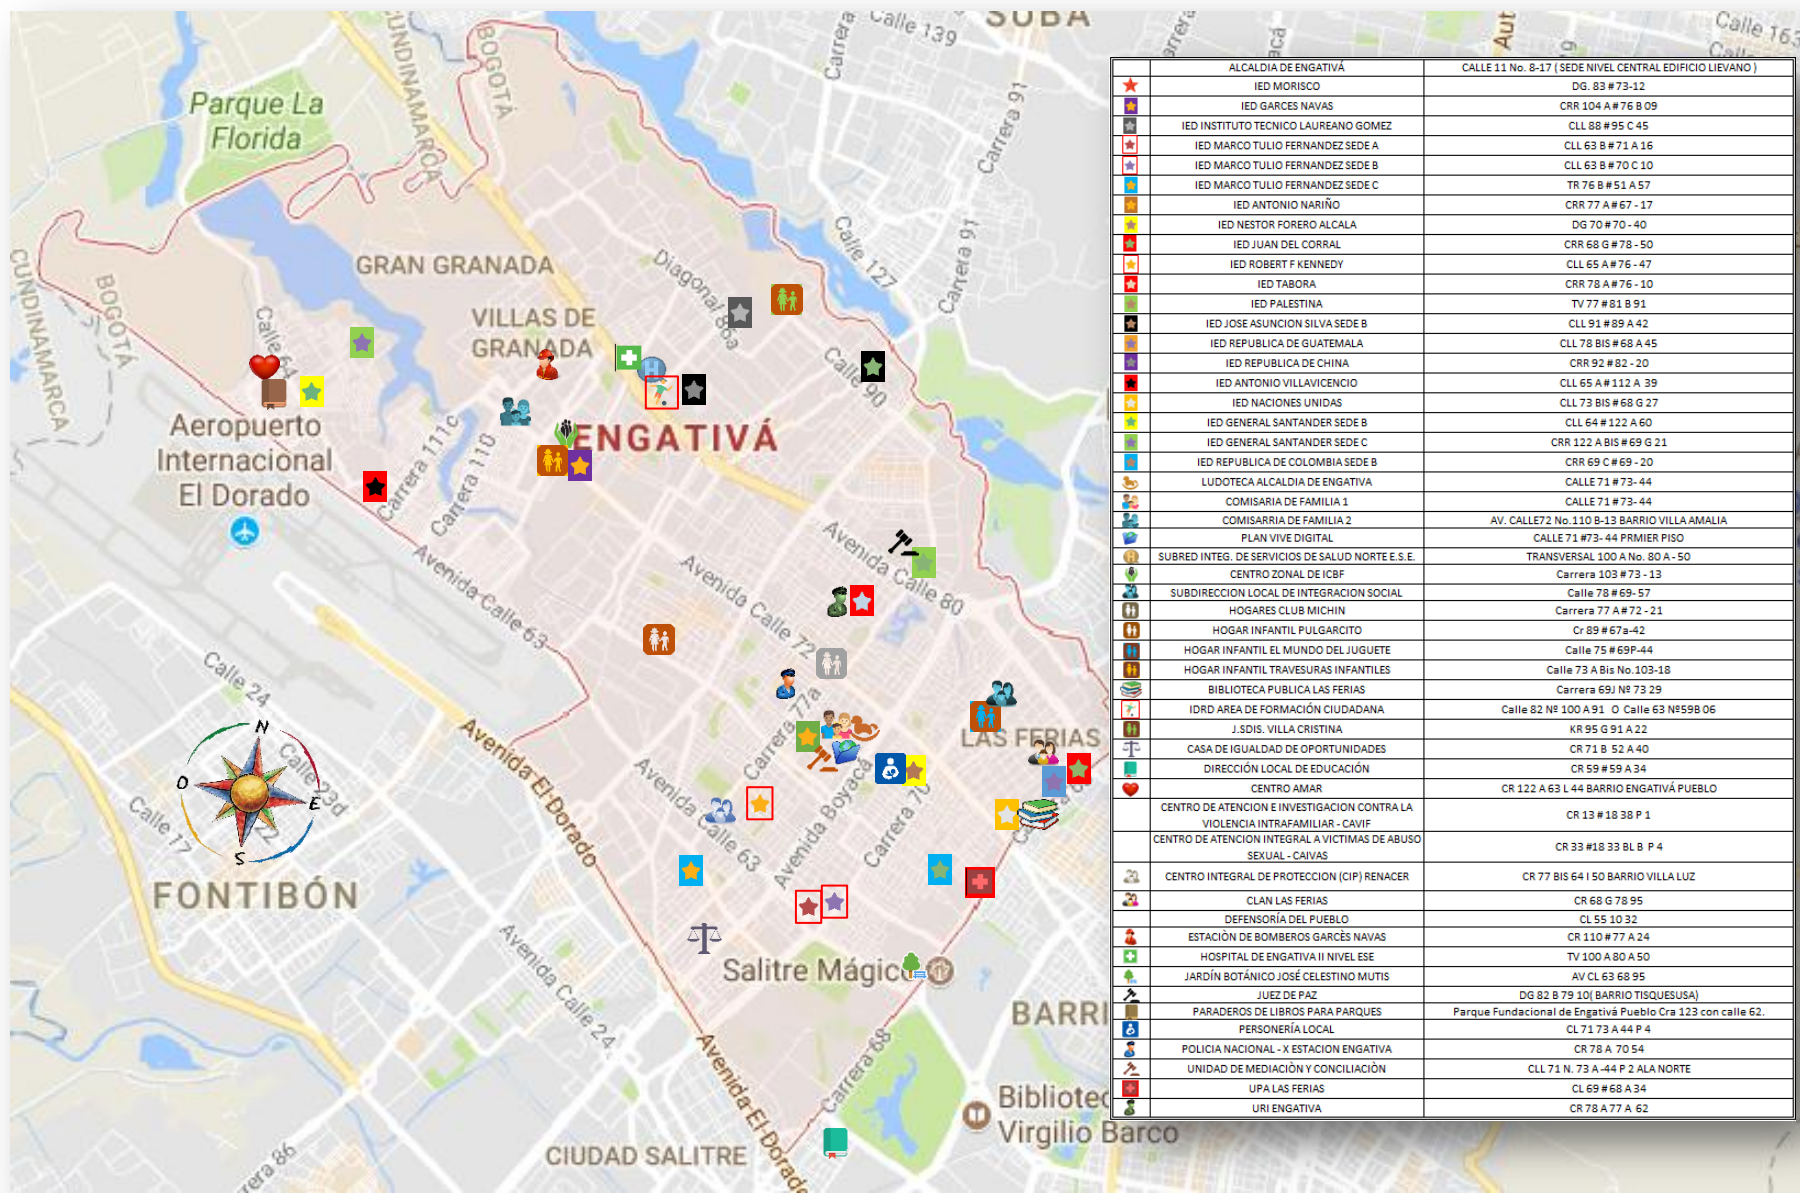 SUBA
Calle 139
Carrera
Carrera 91
Calle 163
Parque La
Florida
CUNDINAMARCA
BOGOTÁ
CUNDINAMARCA
BOGOTÁ
GRAN GRANADA
VILLAS DE
GRANADA
Diagonal 86a
Calle 127
Carrera 91
Calle 64
Calle 90
ENGATIVÁ
Aeropuerto
Internacional
El Dorado
Carrera 111c
Carrera 110
Avenida Calle 63
Avenida Calle 80
Avenida Calle 72
Calle 24
Carrera 77a
LAS FERIAS
Avenida El Dorado
N
O
E
S
Calle 23d
22
Calle 77
Avenida Calle 63
Avenida Boyacá
Carrera 70
FONTIBÓN
Avenida Calle 24
Salitre Mágico
BARRI
Carrera 68
Avenida El Dorado
Bibliotec
Virgilio Barco
CIUDAD SALITRE
rera 86
ALCALDIA DE ENGATIVÁ CALLE 11 No. 8-17 ( SEDE NIVEL CENTRAL EDIFICIO LIEVANO )
IED MORISCO DG. 83 # 73-12
IED GARCES NAVAS CRR 104 A # 76 B 09
IED INSTITUTO TECNICO LAUREANO GOMEZ CLL 88 # 95 C 45
IED MARCO TULIO FERNANDEZ SEDE A CLL 63 B # 71 A 16
IED MARCO TULIO FERNANDEZ SEDE B CLL 63 B # 70 C 10
IED MARCO TULIO FERNANDEZ SEDE C TR 76 B # 51 A 57
IED ANTONIO NARIÑO CRR 77 A # 67 - 17
IED NESTOR FORERO ALCALA DG 70 # 70 - 40
IED JUAN DEL CORRAL CRR 68 G # 78 - 50
IED ROBERT F KENNEDY CLL 65 A # 76 - 47
IED TABORA CRR 78 A # 76 - 10
IED PALESTINA TV 77 # 81 B 91
IED JOSE ASUNCION SILVA SEDE B CLL 91 # 89 A 42
IED REPUBLICA DE GUATEMALA CLL 78 BIS # 68 A 45
IED REPUBLICA DE CHINA CRR 92 # 82 - 20
IED ANTONIO VILLAVICENCIO CLL 65 A # 112 A 39
IED NACIONES UNIDAS CLL 73 BIS # 68 G 27
IED GENERAL SANTANDER SEDE B CLL 64 # 122 A 60
IED GENERAL SANTANDER SEDE C CRR 122 A BIS # 69 G 21
IED REPUBLICA DE COLOMBIA SEDE B CRR 69 C # 69 - 20
LUDOTECA ALCALDIA DE ENGATIVA CALLE 71 # 73- 44
COMISARIA DE FAMILIA 1 CALLE 71 # 73- 44
COMISARRIA DE FAMILIA 2 AV. CALLE72 No.110 B-13 BARRIO VILLA AMALIA
PLAN VIVE DIGITAL CALLE 71 #73- 44 PRMIER PISO
SUBRED INTEG. DE SERVICIOS DE SALUD NORTE E.S.E. TRANSVERSAL 100 A No. 80 A - 50
CENTRO ZONAL DE ICBF Carrera 103 # 73 - 13
SUBDIRECCION LOCAL DE INTEGRACION SOCIAL Calle 78 # 69- 57
HOGARES CLUB MICHIN Carrera 77 A # 72 - 21
HOGAR INFANTIL PULGARCITO Cr 89 # 67a-42
HOGAR INFANTIL EL MUNDO DEL JUGUETE Calle 75 # 69P-44
HOGAR INFANTIL TRAVESURAS INFANTILES Calle 73 A Bis No.103-18
BIBLIOTECA PUBLICA LAS FERIAS Carrera 69J Nº 73 29
IDRD AREA DE FORMACIÓN CIUDADANA Calle 82 Nº 100 A 91 O Calle 63 Nº59B 06
J.SDIS. VILLA CRISTINA KR 95 G 91 A 22
CASA DE IGUALDAD DE OPORTUNIDADES CR 71 B 52 A 40
DIRECCIÓN LOCAL DE EDUCACIÓN CR 59 # 59 A 34
CENTRO AMAR CR 122 A 63 L 44 BARRIO ENGATIVÁ PUEBLO
CENTRO DE ATENCION E INVESTIGACION CONTRA LA
VIOLENCIA INTRAFAMILIAR - CAVIF CR 13 # 18 38 P 1
CENTRO DE ATENCION INTEGRAL A VICTIMAS DE ABUSO
SEXUAL - CAIVAS CR 33 #18 33 BL B P 4
CENTRO INTEGRAL DE PROTECCION (CIP) RENACER CR 77 BIS 64 I 50 BARRIO VILLA LUZ
CLAN LAS FERIAS CR 68 G 78 95
DEFENSORÍA DEL PUEBLO CL 55 10 32
ESTACIÒN DE BOMBEROS GARCÈS NAVAS CR 110 # 77 A 24
HOSPITAL DE ENGATIVA II NIVEL ESE TV 100 A 80 A 50
JARDÍN BOTÁNICO JOSÉ CELESTINO MUTIS AV CL 63 68 95
JUEZ DE PAZ DG 82 B 79 10( BARRIO TISQUESUSA)
PARADEROS DE LIBROS PARA PARQUES Parque Fundacional de Engativá Pueblo Cra 123 con calle 62.
PERSONERÍA LOCAL CL 71 73 A 44 P 4
POLICIA NACIONAL - X ESTACION ENGATIVA CR 78 A 70 54
UNIDAD DE MEDIACIÒN Y CONCILIACIÒN CLL 71 N. 73 A -44 P 2 ALA NORTE
UPA LAS FERIAS CL 69 # 68 A 34
URI ENGATIVA CR 78 A 77 A 62